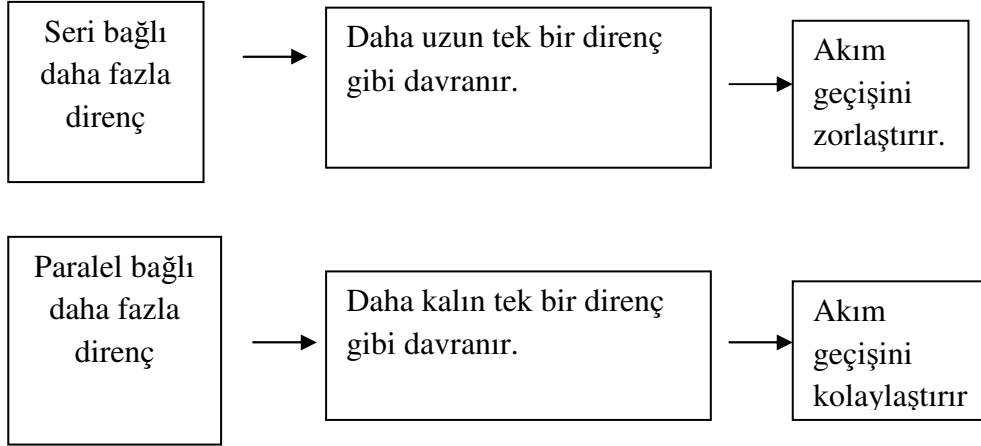 Seri bağlı
daha fazla
direnç
Daha uzun tek bir direnç
gibi davranır.
Akım
geçişini
zorlaştırır.
Paralel bağlı
daha fazla
direnç
Daha kalın tek bir direnç
gibi davranır.
Akım
geçişini
kolaylaştırır